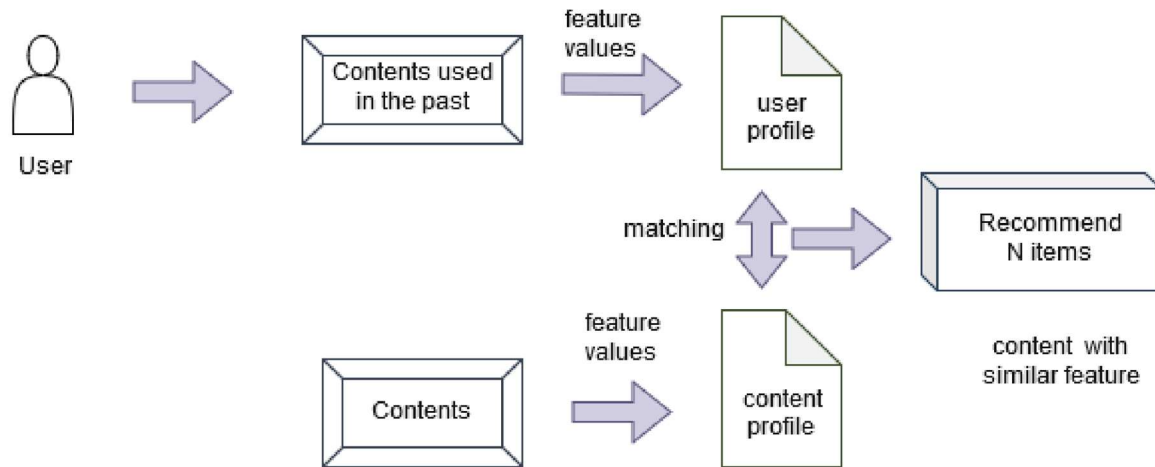 User
Contents used
in the past
feature
values
user
profile
matching
Recommend
N items
content with
similar feature
Contents
feature
values
content
profile